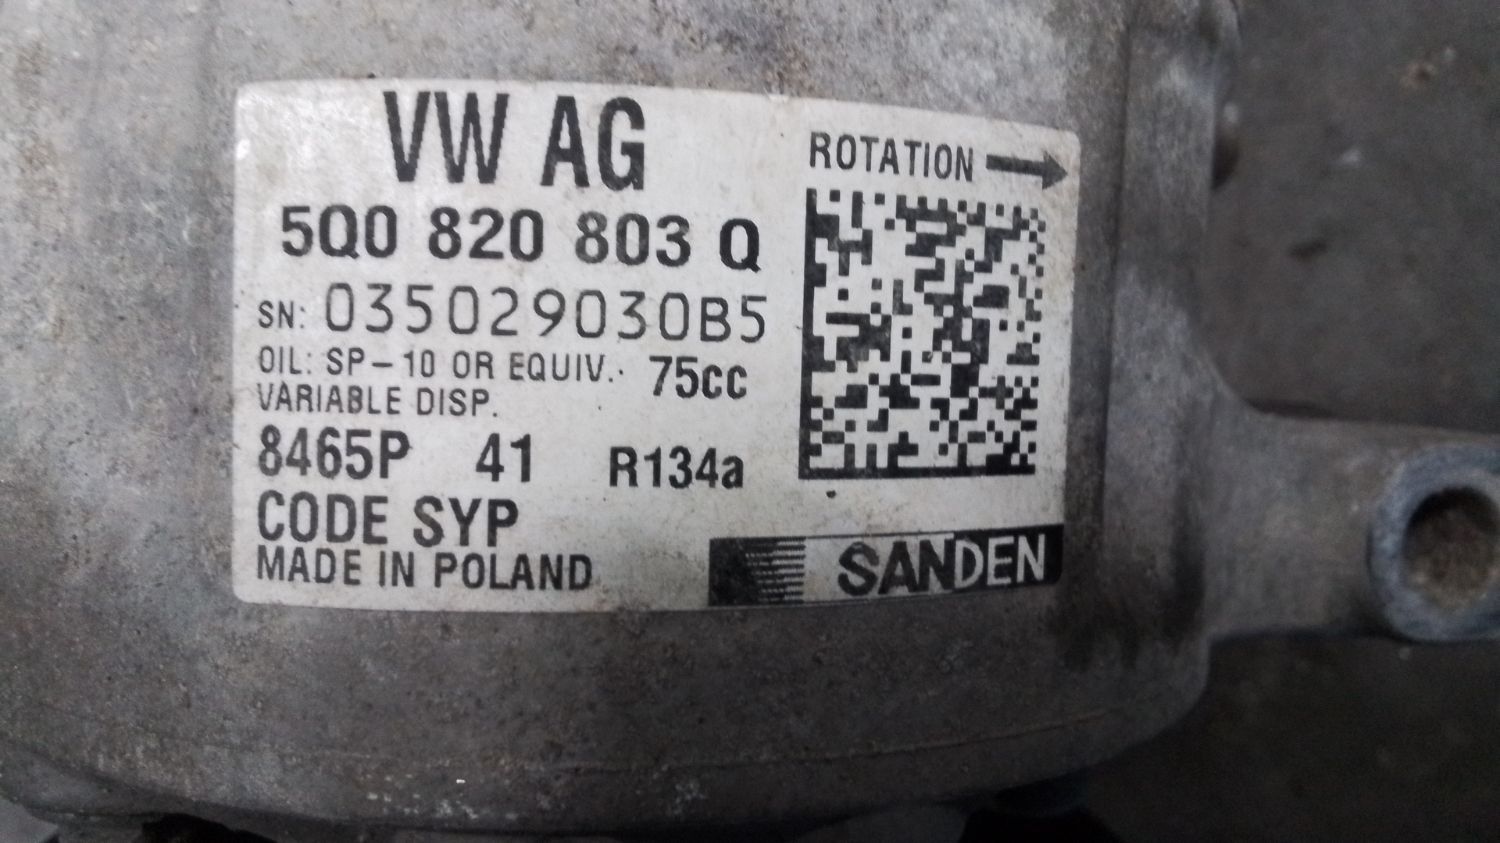 VW AG
ROTATION
5Q0 820 803 Q
SN: 035029030B5
OIL: SP-10 OR EQUIV. 75cc
VARIABLE DISP.
8465P 41 R134a
CODE SYP
MADE IN POLAND
SANDEN